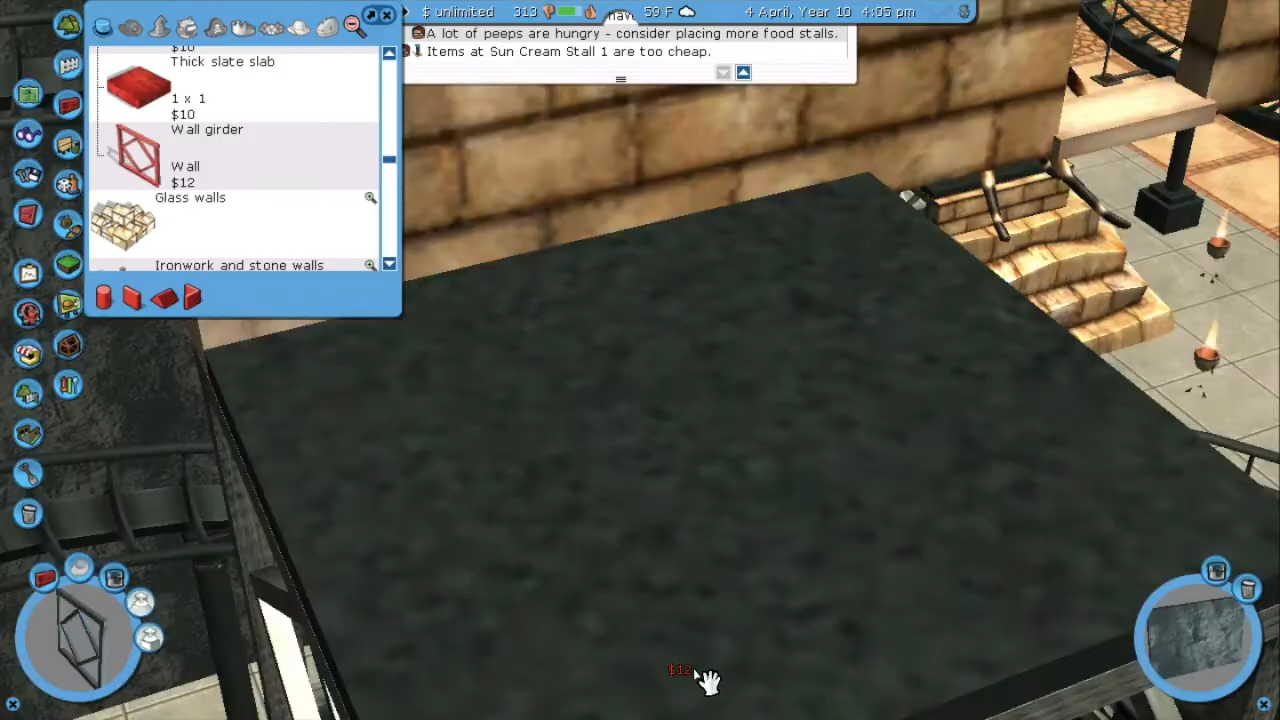 $ unlimited 313 59 F 4 April, Year 10 4:05 pm
A lot of peeps are hungry - consider placing more food stalls.
Items at Sun Cream Stall 1 are too cheap.
$10
Thick slate slab
1 x 1
$10
Wall girder
Wall
$12
Glass walls
Ironwork and stone walls
$12